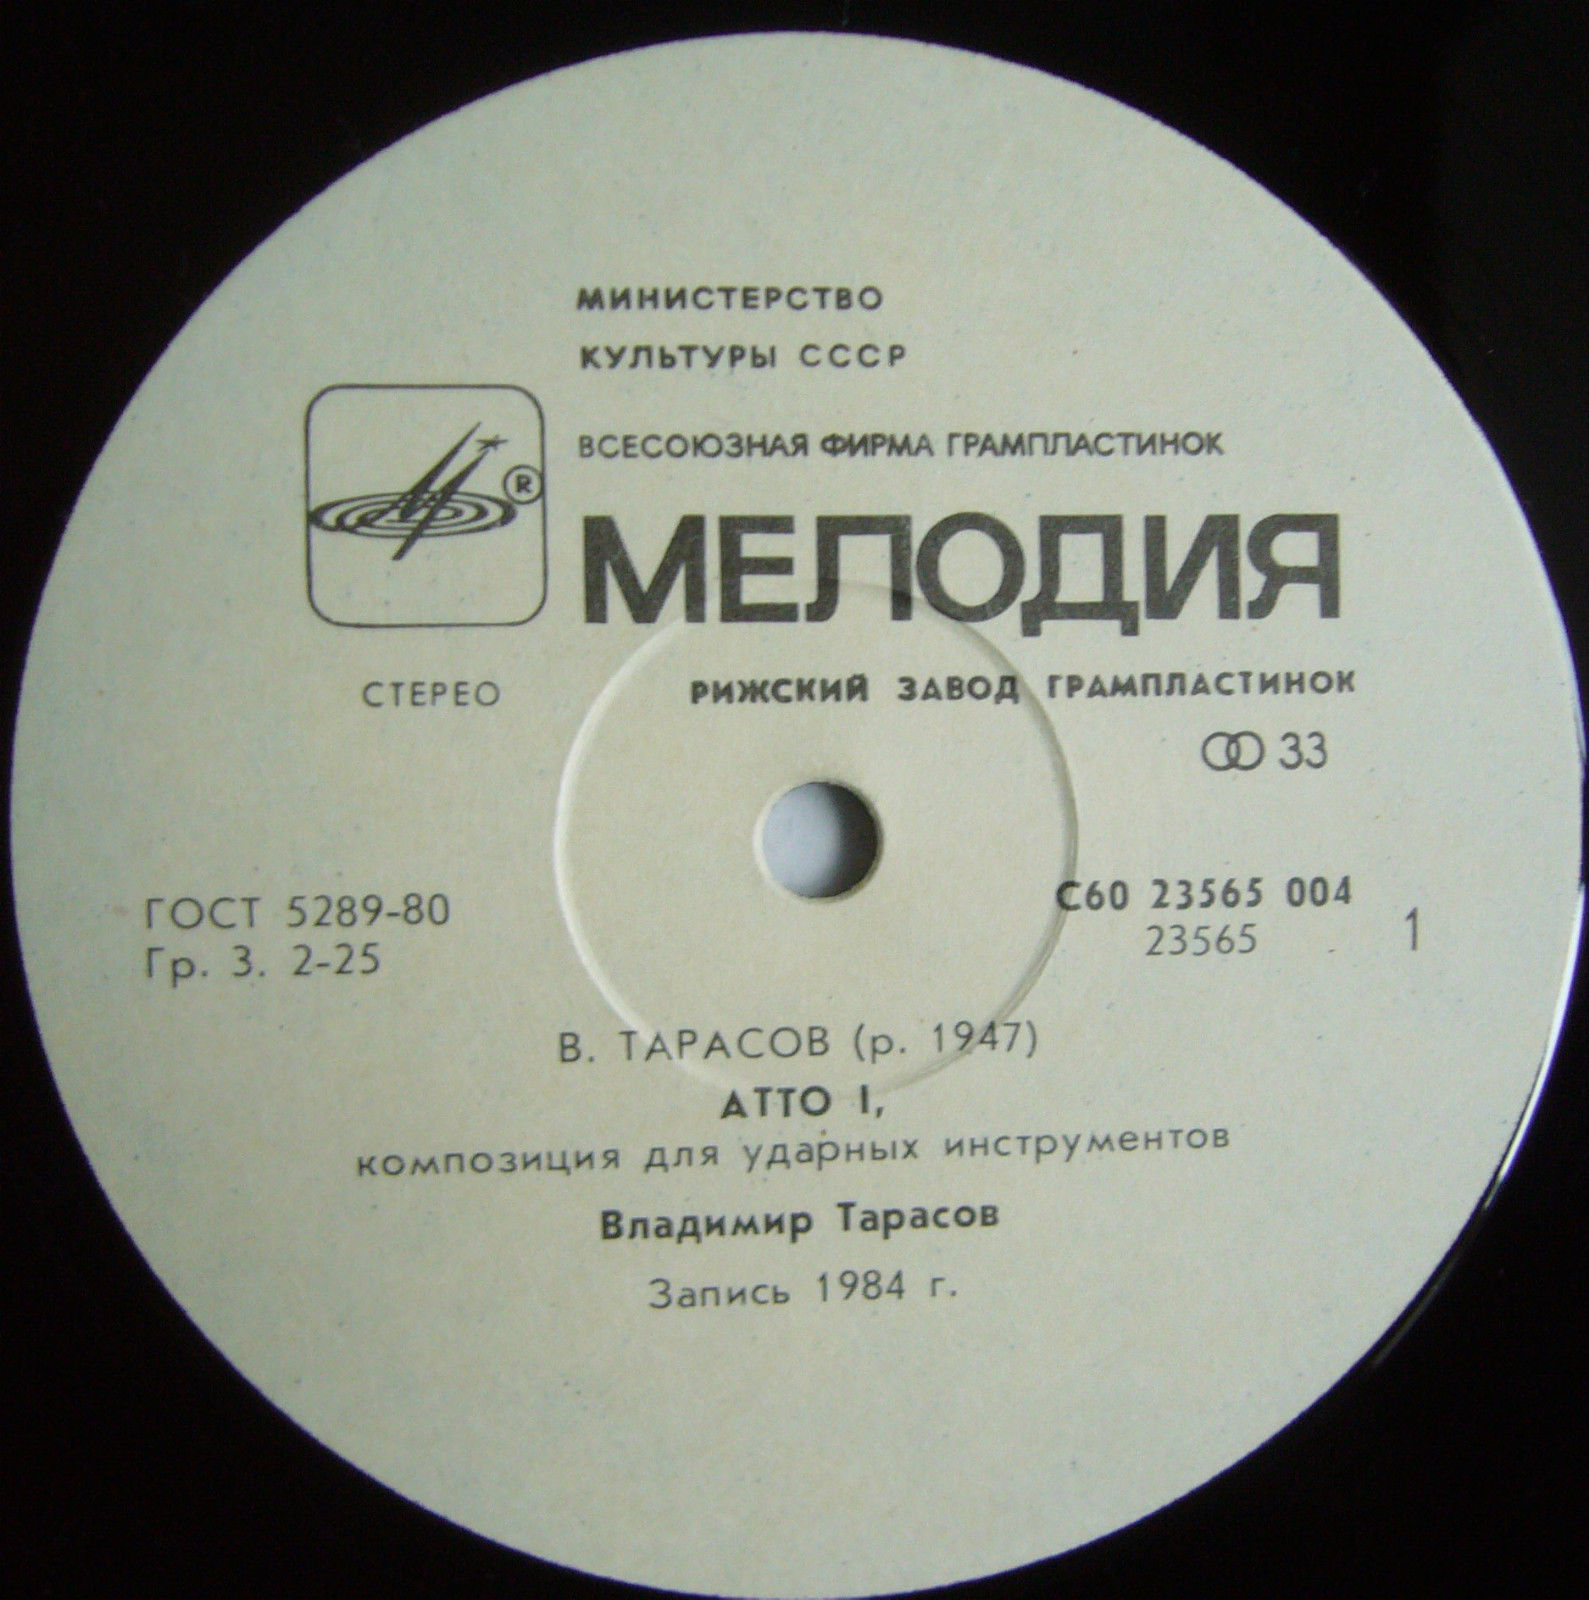 МИНИСТЕРСТВО
КУЛЬТУРЫ СССР
ВСЕСОЮЗНАЯ ФИРМА ГРАМПЛАСТИНОК
®
МЕЛОДИЯ
СТЕРЕО
РИЖСКИЙ ЗАВОД ГРАМПЛАСТИНОК
33
ГОСТ 5289-80
Гр. 3. 2-25
С60 23565 004
23565
1
В. ТАРАСОВ (р. 1947)
АТТО I,
композиция для ударных инструментов
Владимир Тарасов
Запись 1984 г.